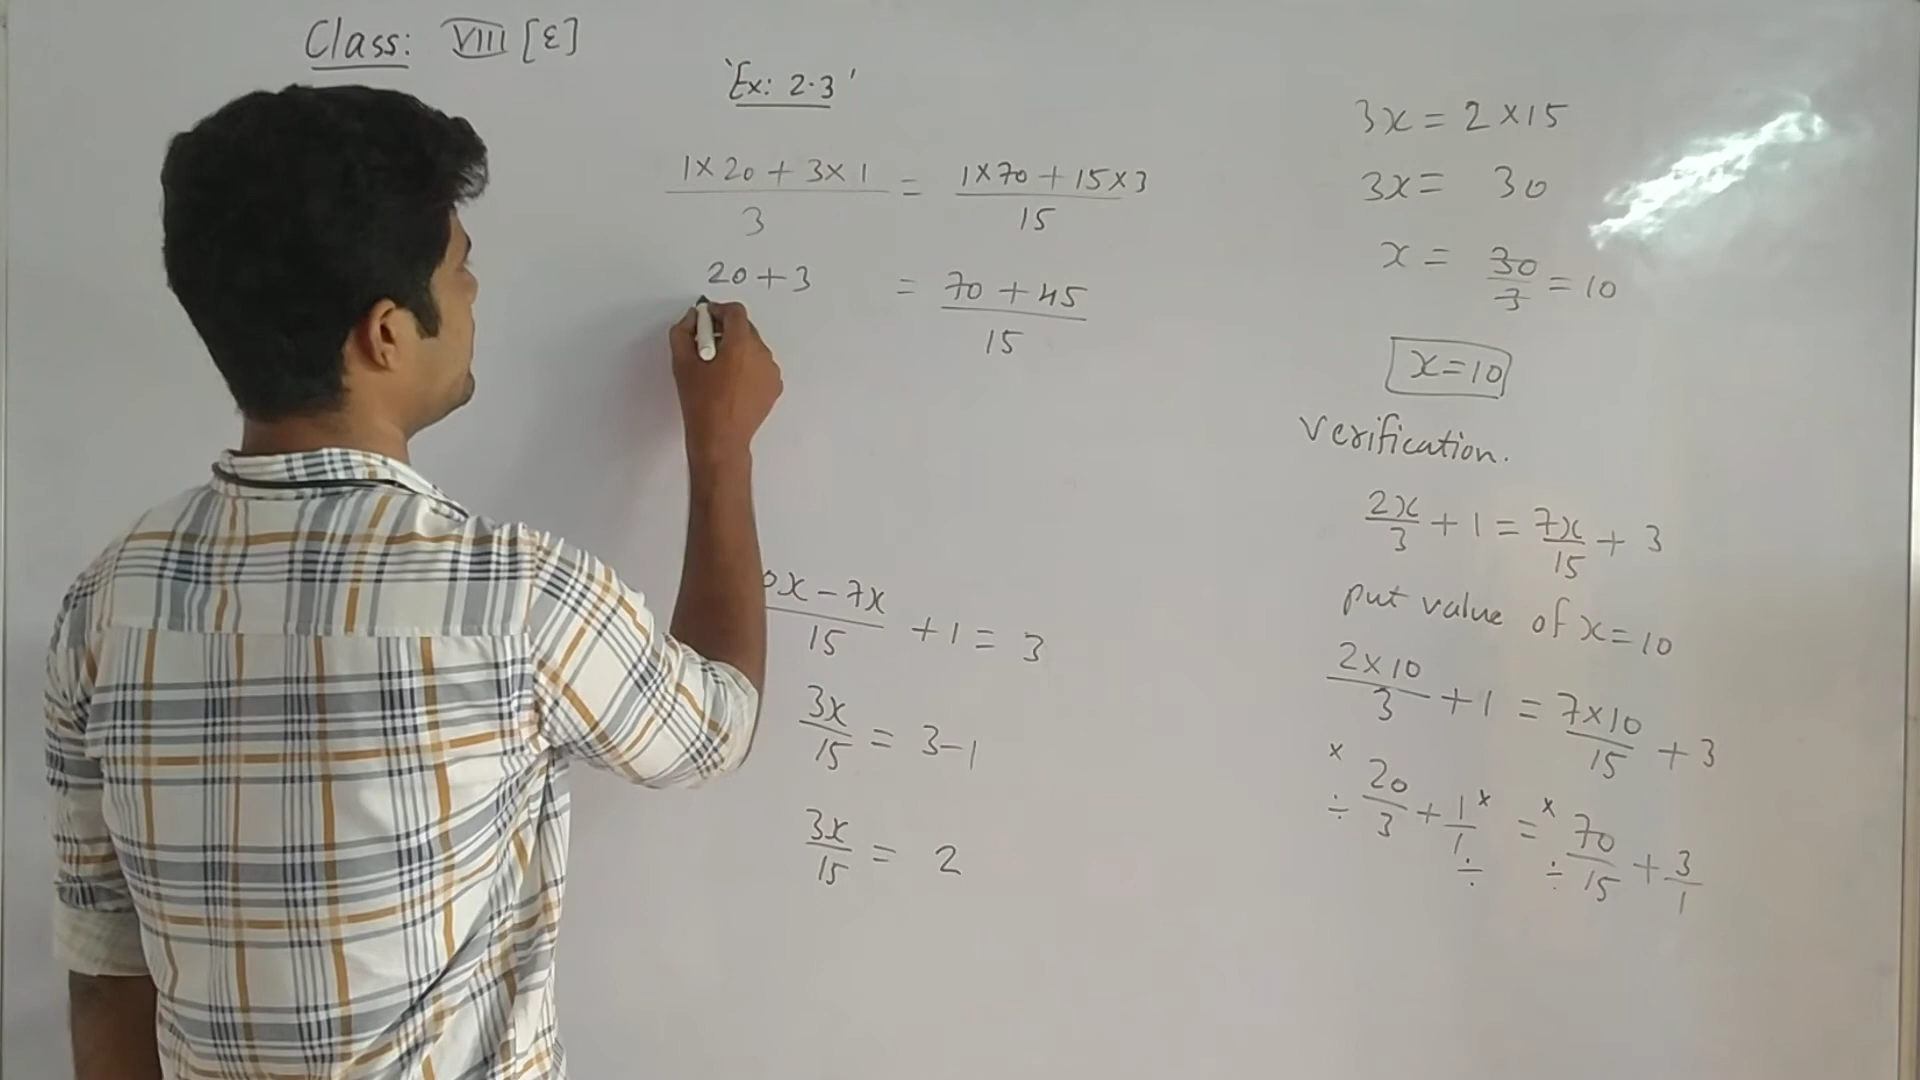 Class: VIII [E]
'Ex: 2.3'
1×20 + 3×1 / 3 = 1×70 + 15×3 / 15
20+3 = 70 + 45 / 15
0x − 7x / 15 + 1 = 3
3x/15 = 3−1
3x/15 = 2
3x = 2×15
3x = 30
x = 30/3 = 10
x=10
Verification.
2x/3 + 1 = 7x/15 + 3
put value of x=10
2×10/3 + 1 = 7×10/15 + 3
× ÷ 20/3 + 1/1 × ÷ = × ÷ 70/15 + 3/1